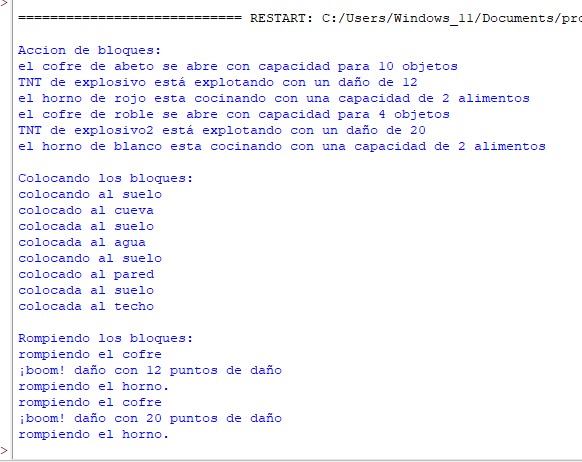 >
=========================== RESTART: C:/Users/Windows_11/Documents/pro
Accion de bloques:
el cofre de abeto se abre con capacidad para 10 objetos
TNT de explosivo está explotando con un daño de 12
el horno de rojo esta cocinando con una capacidad de 2 alimentos
el cofre de roble se abre con capacidad para 4 objetos
TNT de explosivo2 está explotando con un daño de 20
el horno de blanco esta cocinando con una capacidad de 2 alimentos
Colocando los bloques:
colocando al suelo
colocado al cueva
colocada al suelo
colocada al agua
colocando al suelo
colocado al pared
colocada al suelo
colocada al techo
Rompiendo los bloques:
rompiendo el cofre
¡boom! daño con 12 puntos de daño
rompiendo el horno.
rompiendo el cofre
¡boom! daño con 20 puntos de daño
rompiendo el horno.
>